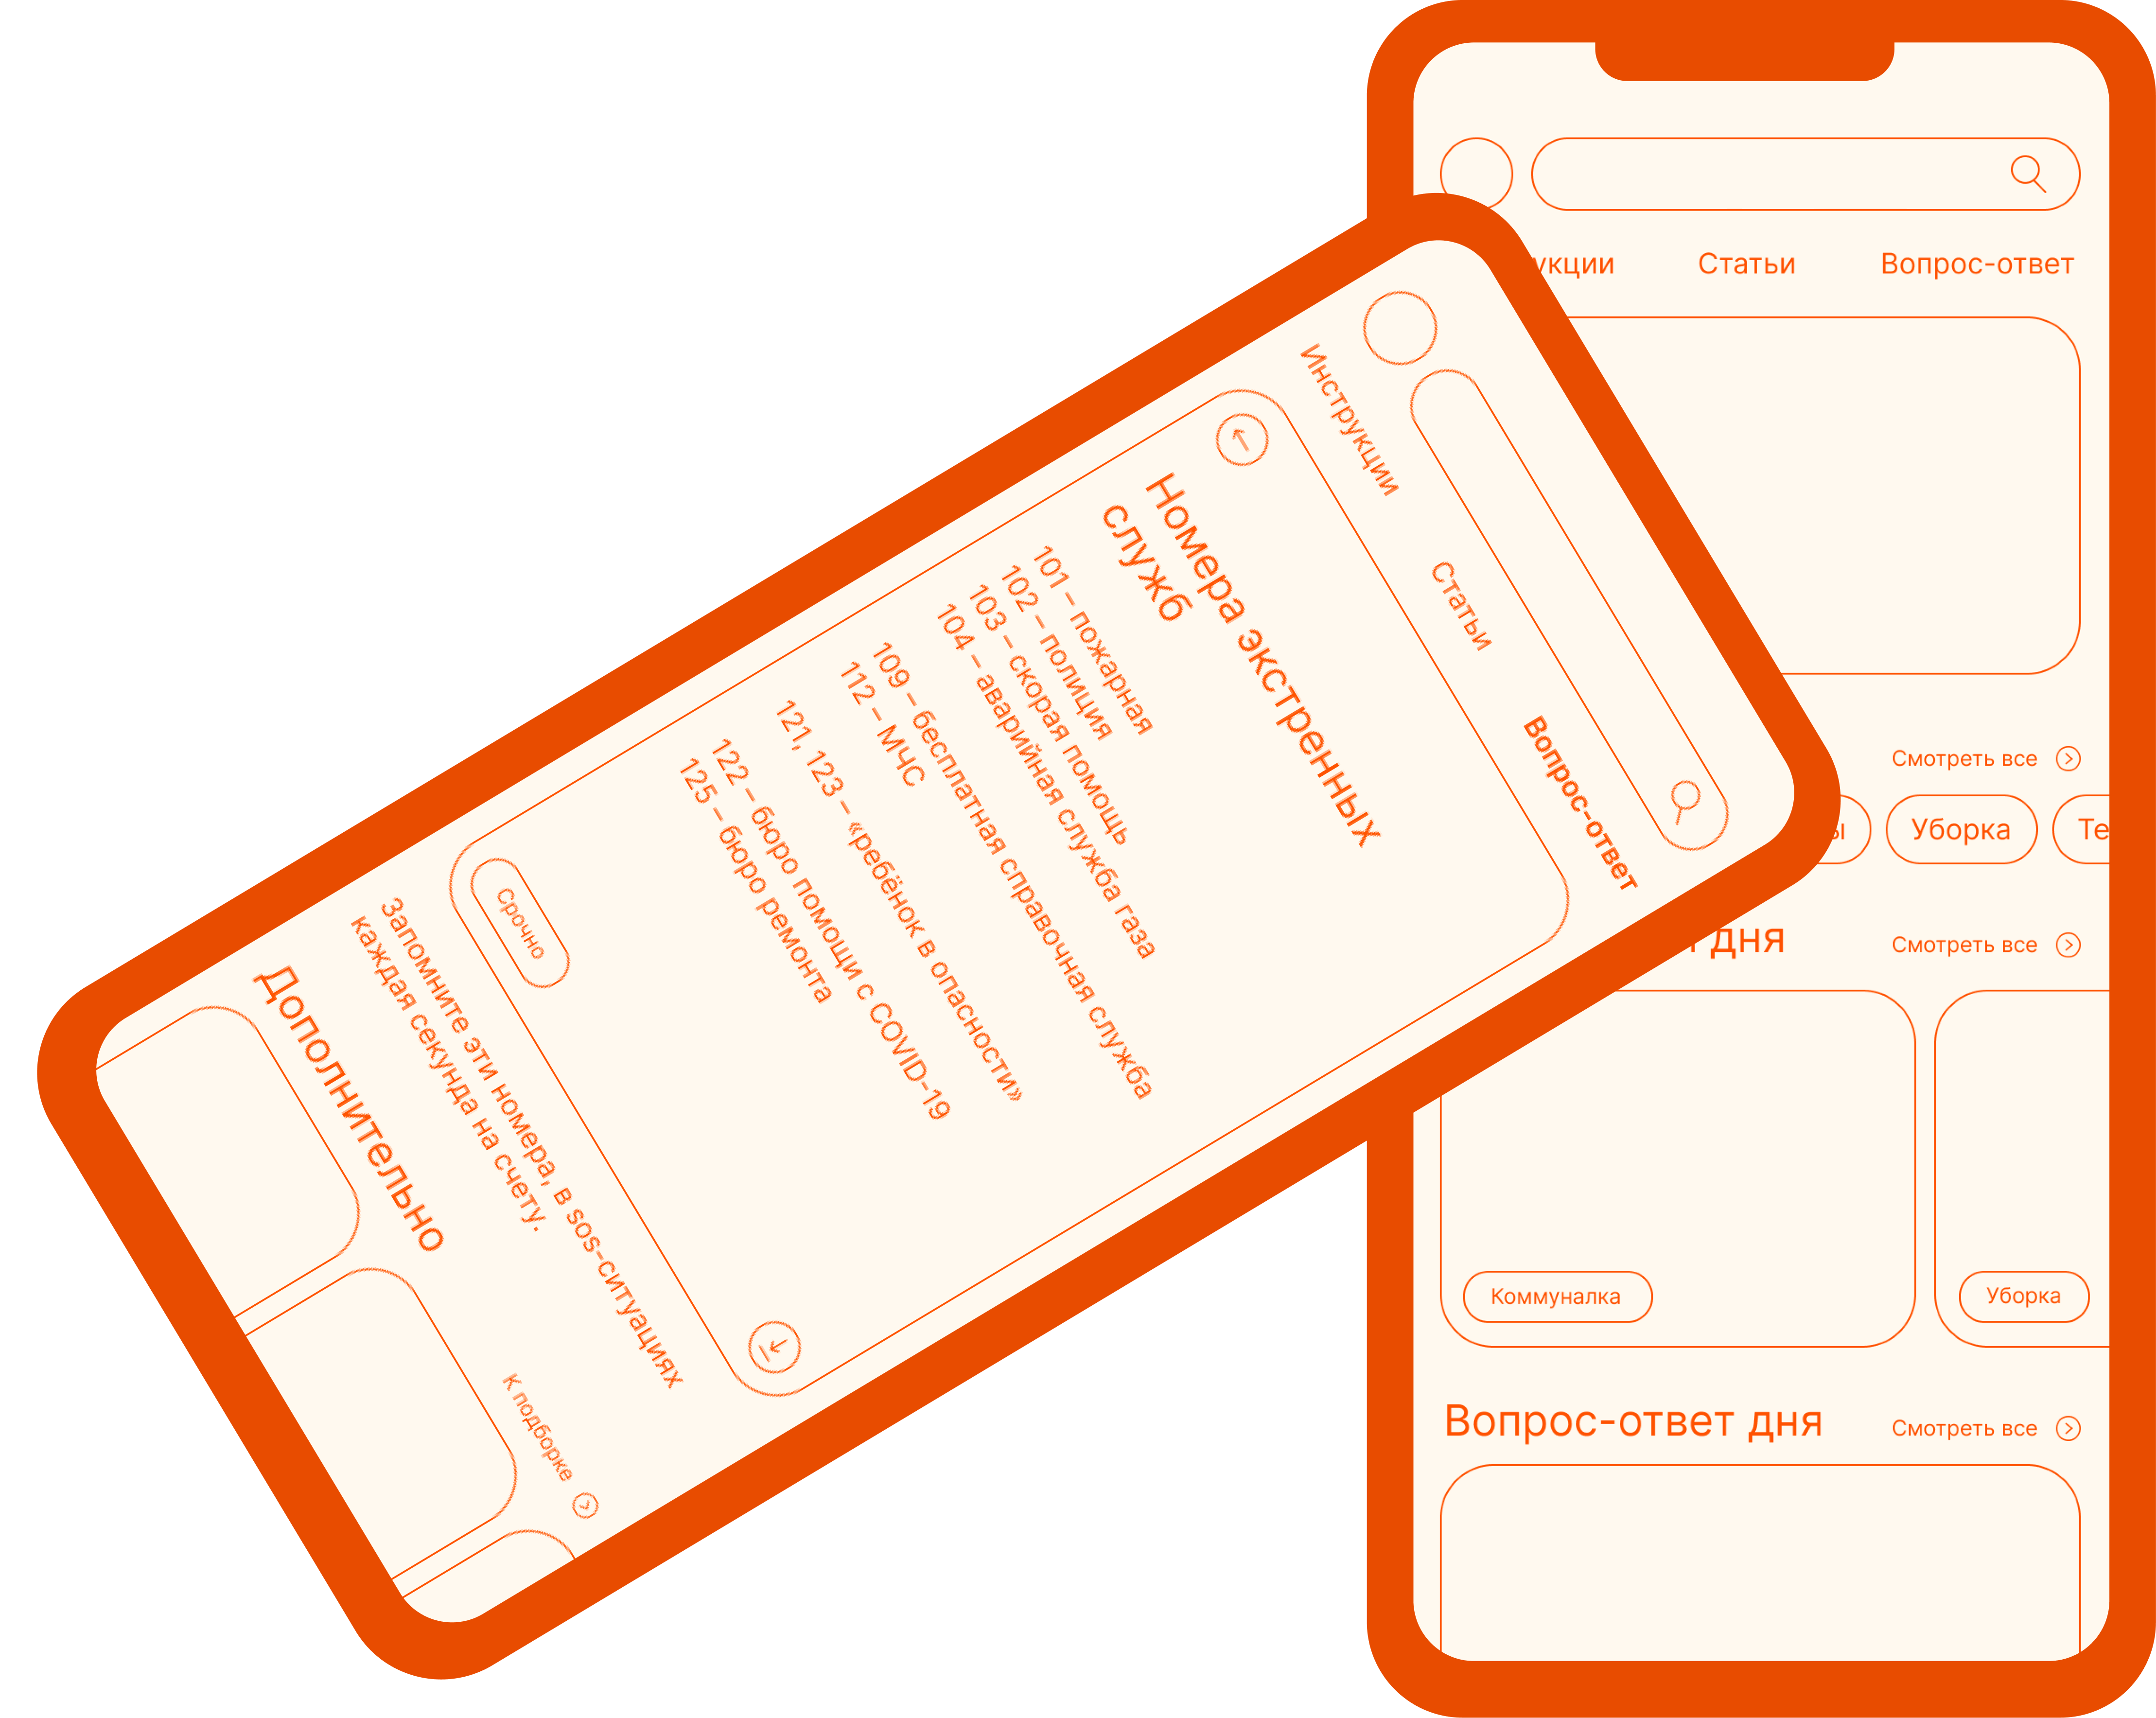 Инструкции
Статьи
Вопрос-ответ
Номера экстренных
служб
101 – пожарная
102 – полиция
103 – скорая помощь
104 – аварийная служба газа
109 – бесплатная справочная служба
112 – МЧС
121, 123 – «ребёнок в опасности»
122 – бюро помощи с COVID-19
125 – бюро ремонта
Срочно
Запомните эти номера, в sos-ситуациях
каждая секунда на счету.
Дополнительно
К подборке
укции
Статьи
Вопрос-ответ
Смотреть все
ы
Уборка
Те
дня
Смотреть все
Коммуналка
Уборка
Вопрос-ответ дня
Смотреть все